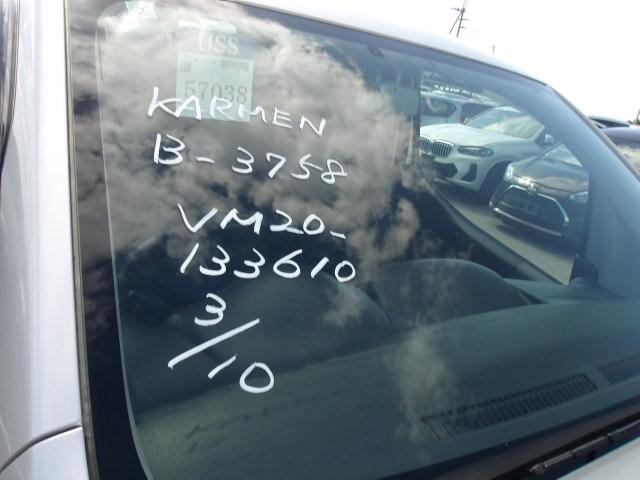 USS
57038
KARMEN
B-3758
VM20-
133610
3/10